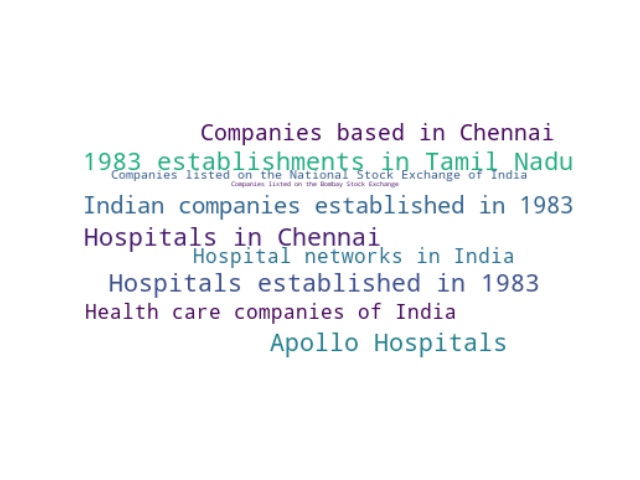 Companies based in Chennai
1983 establishments in Tamil Nadu
Companies listed on the National Stock Exchange of India
Companies listed on the Bombay Stock Exchange
Indian companies established in 1983
Hospitals in Chennai
Hospital networks in India
Hospitals established in 1983
Health care companies of India
Apollo Hospitals